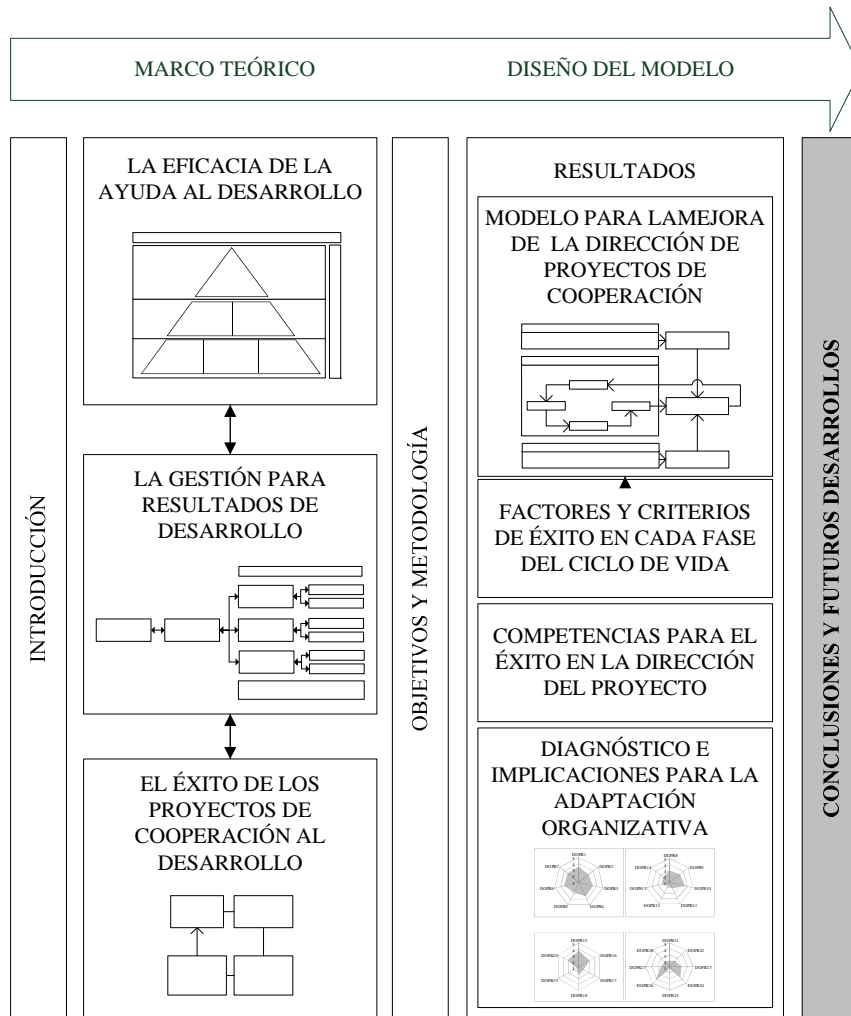 MARCO TEÓRICO
DISEÑO DEL MODELO
INTRODUCCIÓN
LA EFICACIA DE LA
AYUDA AL DESARROLLO
LA GESTIÓN PARA
RESULTADOS DE
DESARROLLO
EL ÉXITO DE LOS
PROYECTOS DE
COOPERACIÓN AL
DESARROLLO
OBJETIVOS Y METODOLOGÍA
RESULTADOS
MODELO PARA LAMEJORA
DE LA DIRECCIÓN DE
PROYECTOS DE
COOPERACIÓN
FACTORES Y CRITERIOS
DE ÉXITO EN CADA FASE
DEL CICLO DE VIDA
COMPETENCIAS PARA EL
ÉXITO EN LA DIRECCIÓN
DEL PROYECTO
DIAGNÓSTICO E
IMPLICACIONES PARA LA
ADAPTACIÓN
ORGANIZATIVA
CONCLUSIONES Y FUTUROS DESARROLLOS